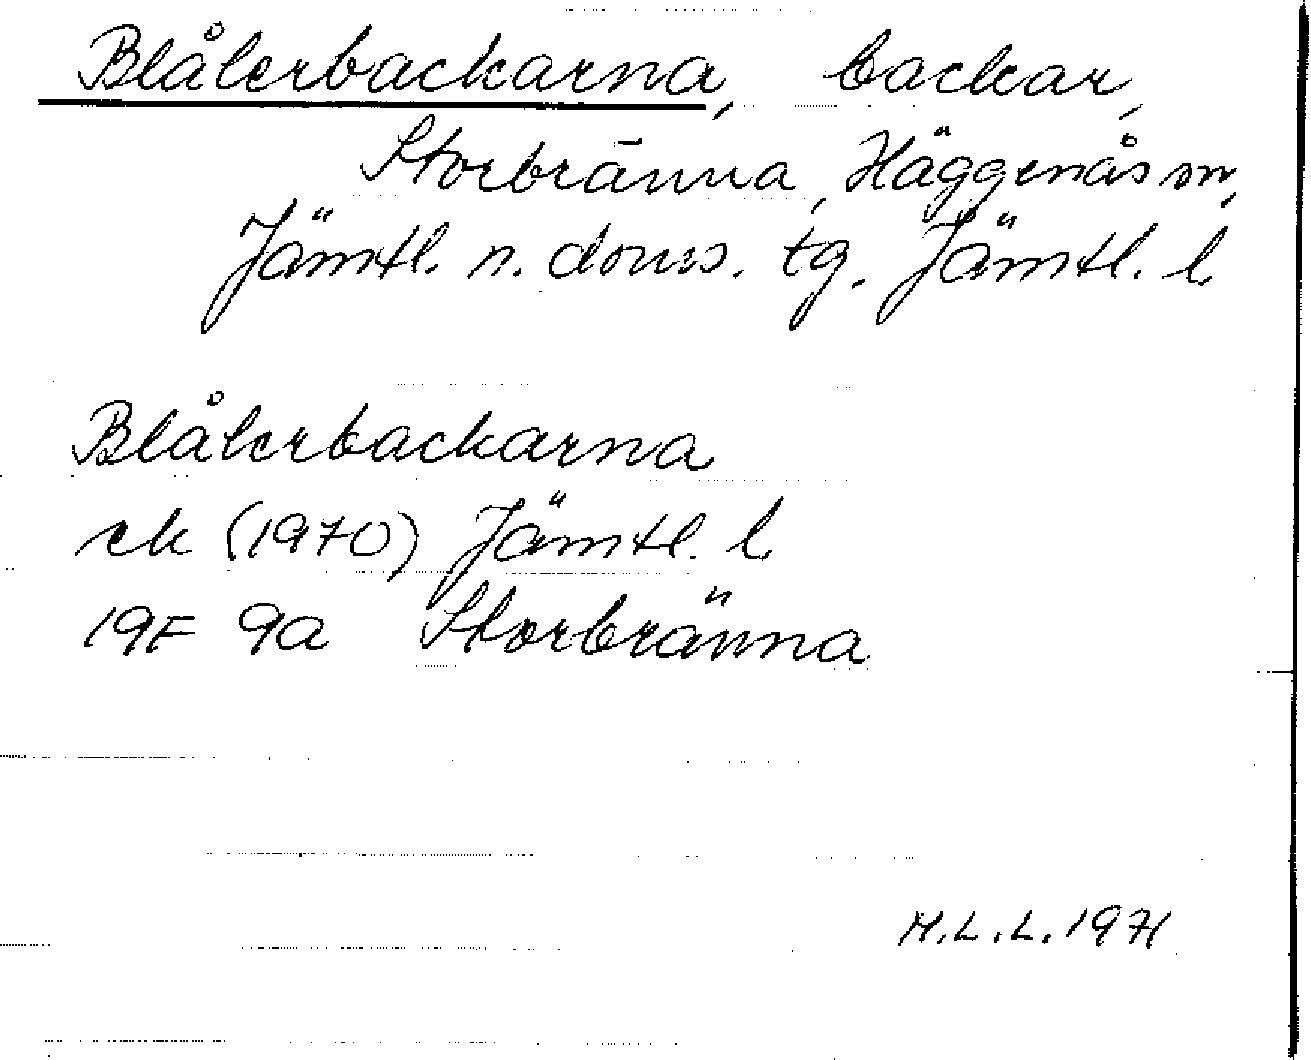 Blålerbackarna, backar,
Storbränna, Häggenås sn,
Jämtl. n. doms. tg. Jämtl. l
Blålerbackarna
ek (1970) Jämtl. l
19F 9a Storbränna
M.L.L. 1971